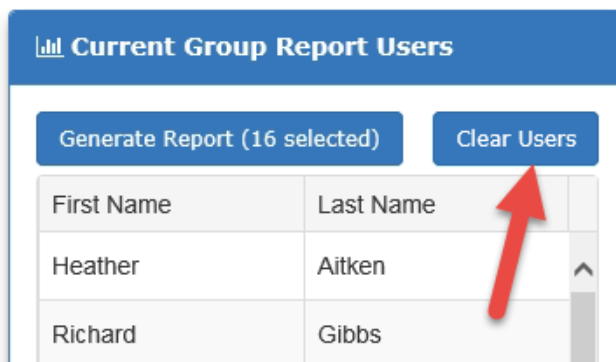 Current Group Report Users
Generate Report (16 selected) Clear Users
First Name Last Name
Heather Aitken
Richard Gibbs